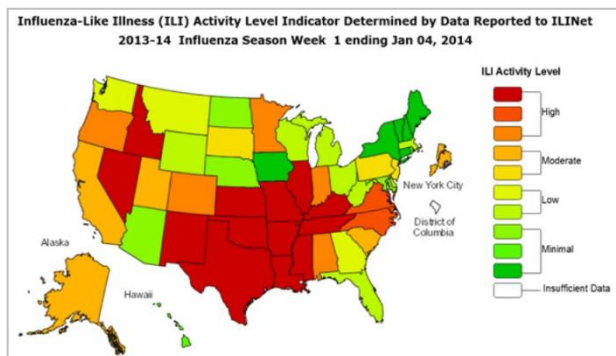 Influenza-Like Illness (ILI) Activity Level Indicator Determined by Data Reported to ILINet
2013-14 Influenza Season Week 1 ending Jan 04, 2014
ILI Activity Level
High
Moderate
Low
Minimal
Insufficient Data
New York City
District of
Columbia
Alaska
Hawaii